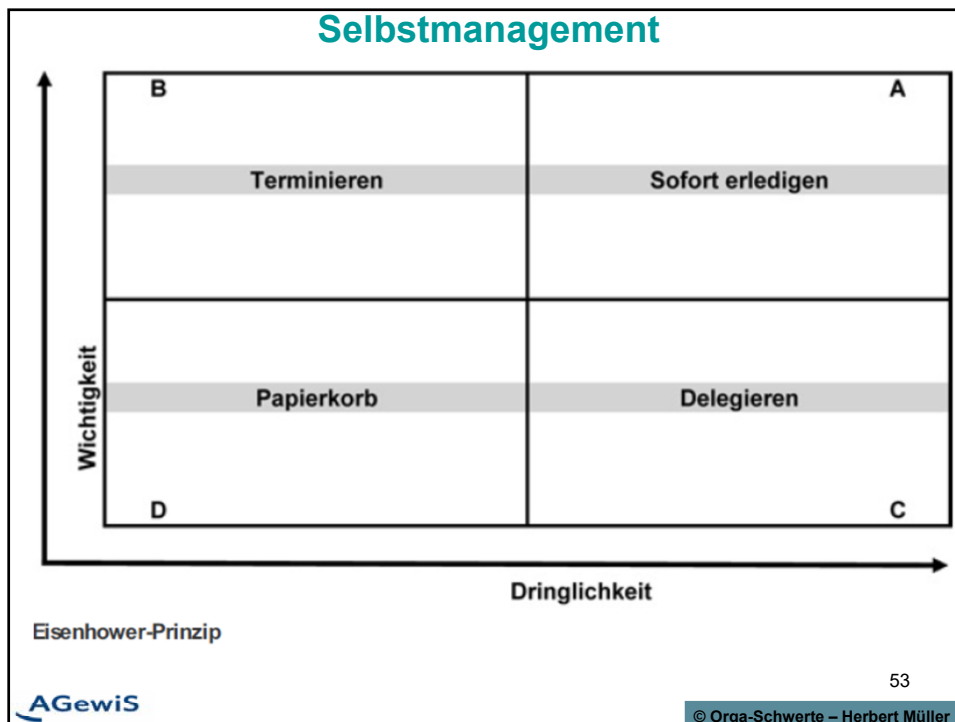 Selbstmanagement
B
A
Terminieren
Sofort erledigen
Wichtigkeit
Papierkorb
Delegieren
D
C
Dringlichkeit
Eisenhower-Prinzip
53
AGewiS
© Orga-Schwerte – Herbert Müller